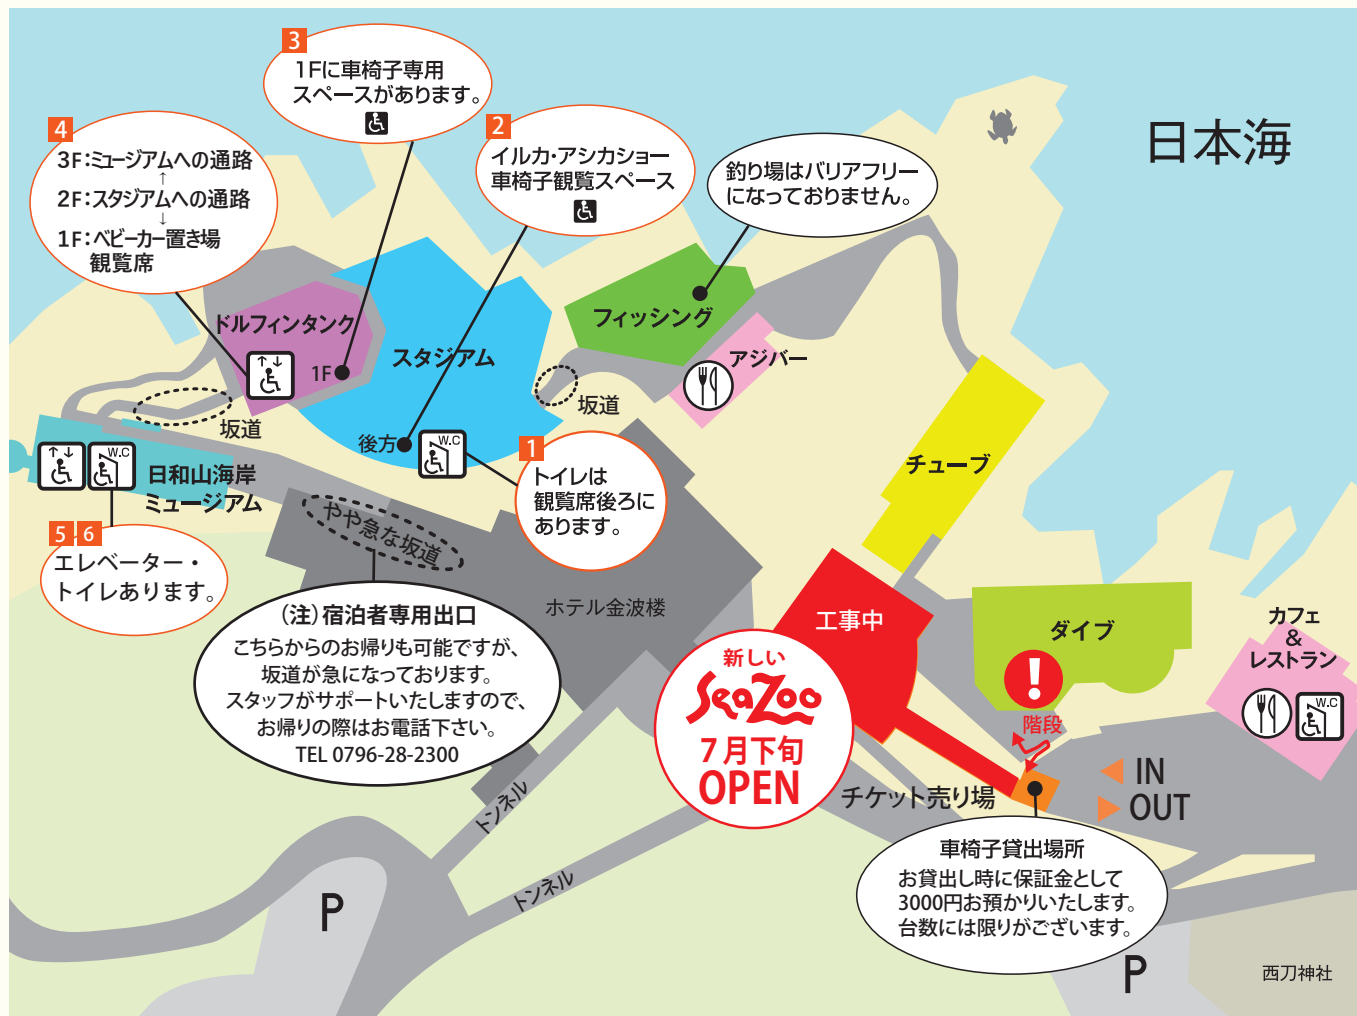 3
1Fに車椅子専用
スペースがあります。
4
3F:ミュージアムへの通路
↑
2F:スタジアムへの通路
↓
1F:ベビーカー置き場
観覧席
2
イルカ・アシカショー
車椅子観覧スペース
釣り場はバリアフリー
になっておりません。
日本海
ドルフィンタンク
1F
スタジアム
フィッシング
アジバー
坂道
坂道
後方
W.C
1
トイレは
観覧席後ろに
あります。
チューブ
W.C
日和山海岸
ミュージアム
5 6
エレベーター・
トイレあります。
やや急な坂道
ホテル金波楼
(注)宿泊者専用出口
こちらからのお帰りも可能ですが、
坂道が急になっております。
スタッフがサポートいたしますので、
お帰りの際はお電話下さい。
TEL 0796-28-2300
工事中
新しい
SeaZoo
7月下旬
OPEN
ダイブ
!
階段
カフェ
&
レストラン
W.C
IN
OUT
チケット売り場
車椅子貸出場所
お貸出し時に保証金として
3000円お預かりいたします。
台数には限りがございます。
トンネル
トンネル
P
P
西刀神社